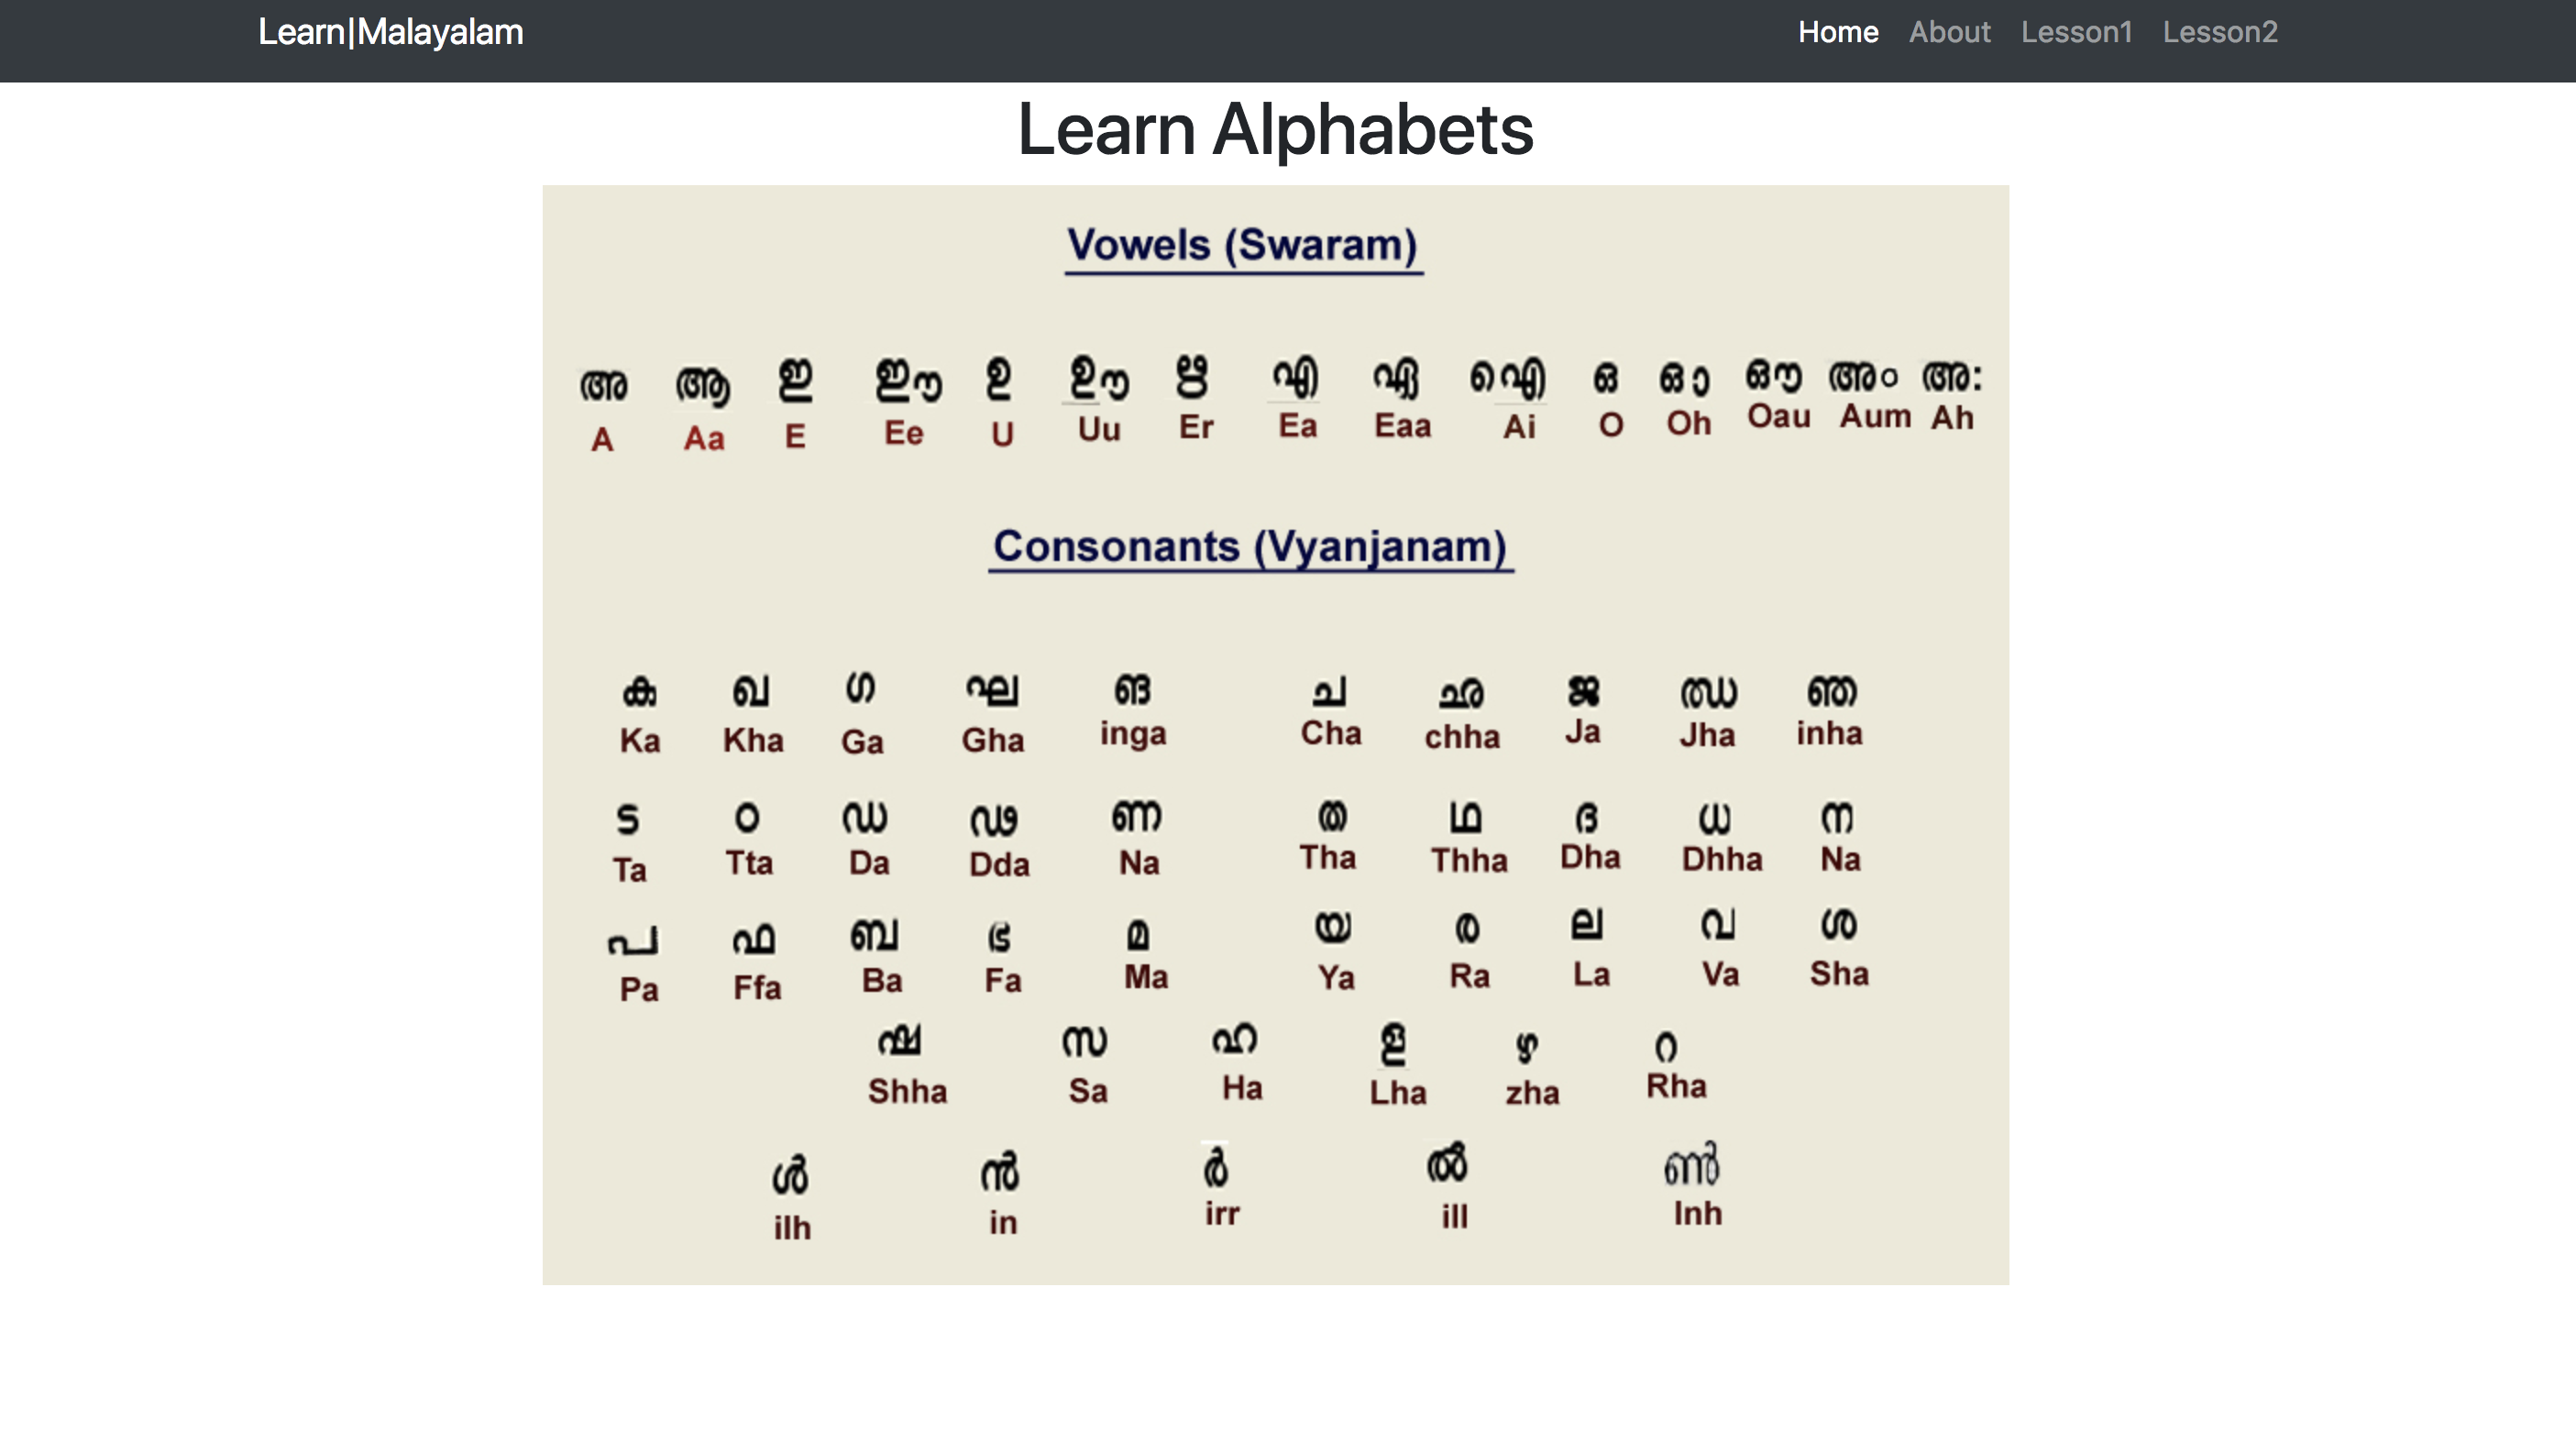 Learn|Malayalam Home About Lesson1 Lesson2
Learn Alphabets
Vowels (Swaram)
അ ആ ഇ ഈ ഉ ഊ ഋ എ ഏ ഐ ഒ ഓ ഔ അം അഃ
A Aa E Ee U Uu Er Ea Eaa Ai O Oh Oau Aum Ah
Consonants (Vyanjanam)
ക ഖ ഗ ഘ ങ ച ഛ ജ ഝ ഞ
Ka Kha Ga Gha inga Cha chha Ja Jha inha
ട ഠ ഡ ഢ ണ ത ഥ ദ ധ ന
Ta Tta Da Dda Na Tha Thha Dha Dhha Na
പ ഫ ബ ഭ മ യ ര ല വ ശ
Pa Ffa Ba Fa Ma Ya Ra La Va Sha
ഷ സ ഹ ള ഴ റ
Shha Sa Ha Lha zha Rha
ൾ ൻ ർ ൽ ൺ
ilh in irr ill Inh